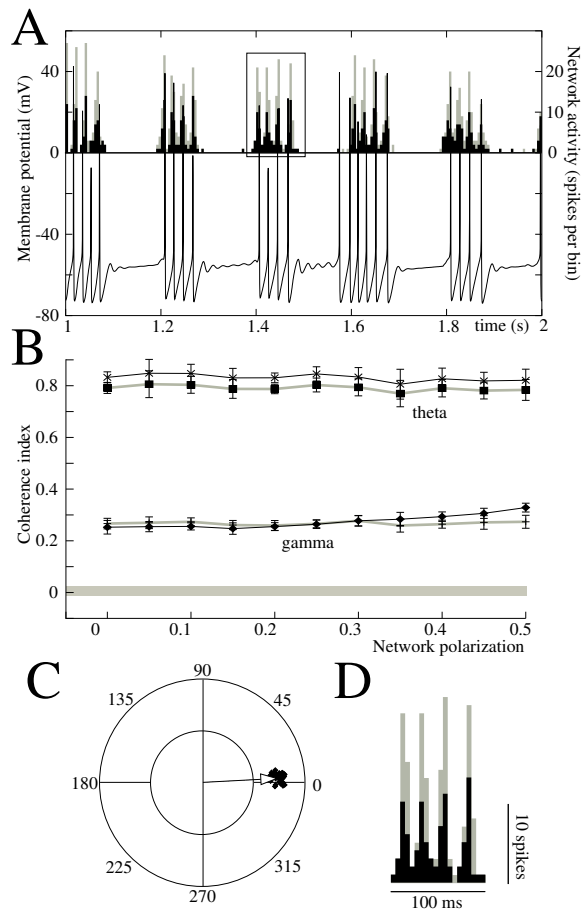 A
Membrane potential (mV)
40
0
-40
-80
20
10
0
Network activity
(spikes per bin)
1
1.2
1.4
1.6
1.8
time (s)
2
B
Coherence index
0.8
0.6
0.4
0.2
0
theta
gamma
0
0.1
0.2
0.3
0.4
0.5
Network polarization
C
90
135
45
180
0
225
315
270
D
10 spikes
100 ms